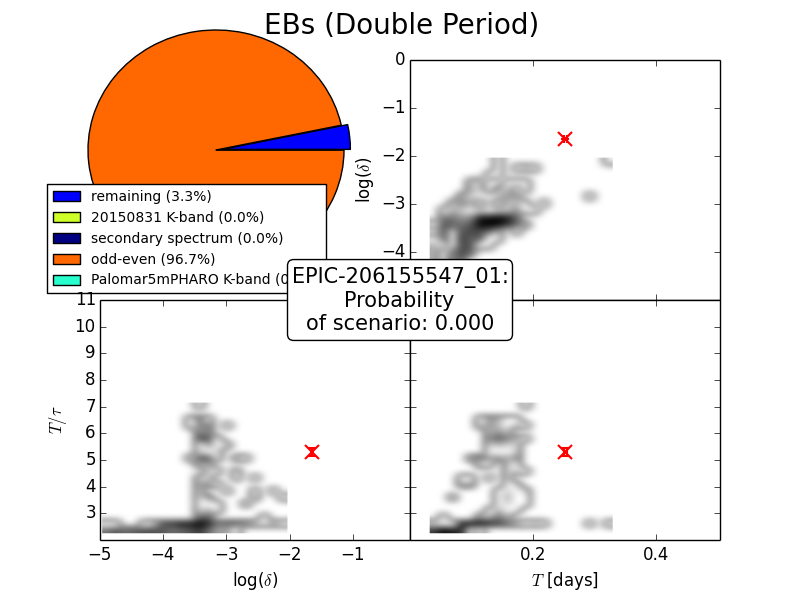 EBs (Double Period)
remaining (3.3%)
20150831 K-band (0.0%)
secondary spectrum (0.0%)
odd-even (96.7%)
Palomar5mPHARO K-band (0
0
−1
−2
−3
−4
log(δ)
EPIC-206155547_01:
Probability
of scenario: 0.000
11
10
9
8
7
6
5
4
3
T/τ
−5
−4
−3
−2
−1
log(δ)
0.2
0.4
T [days]